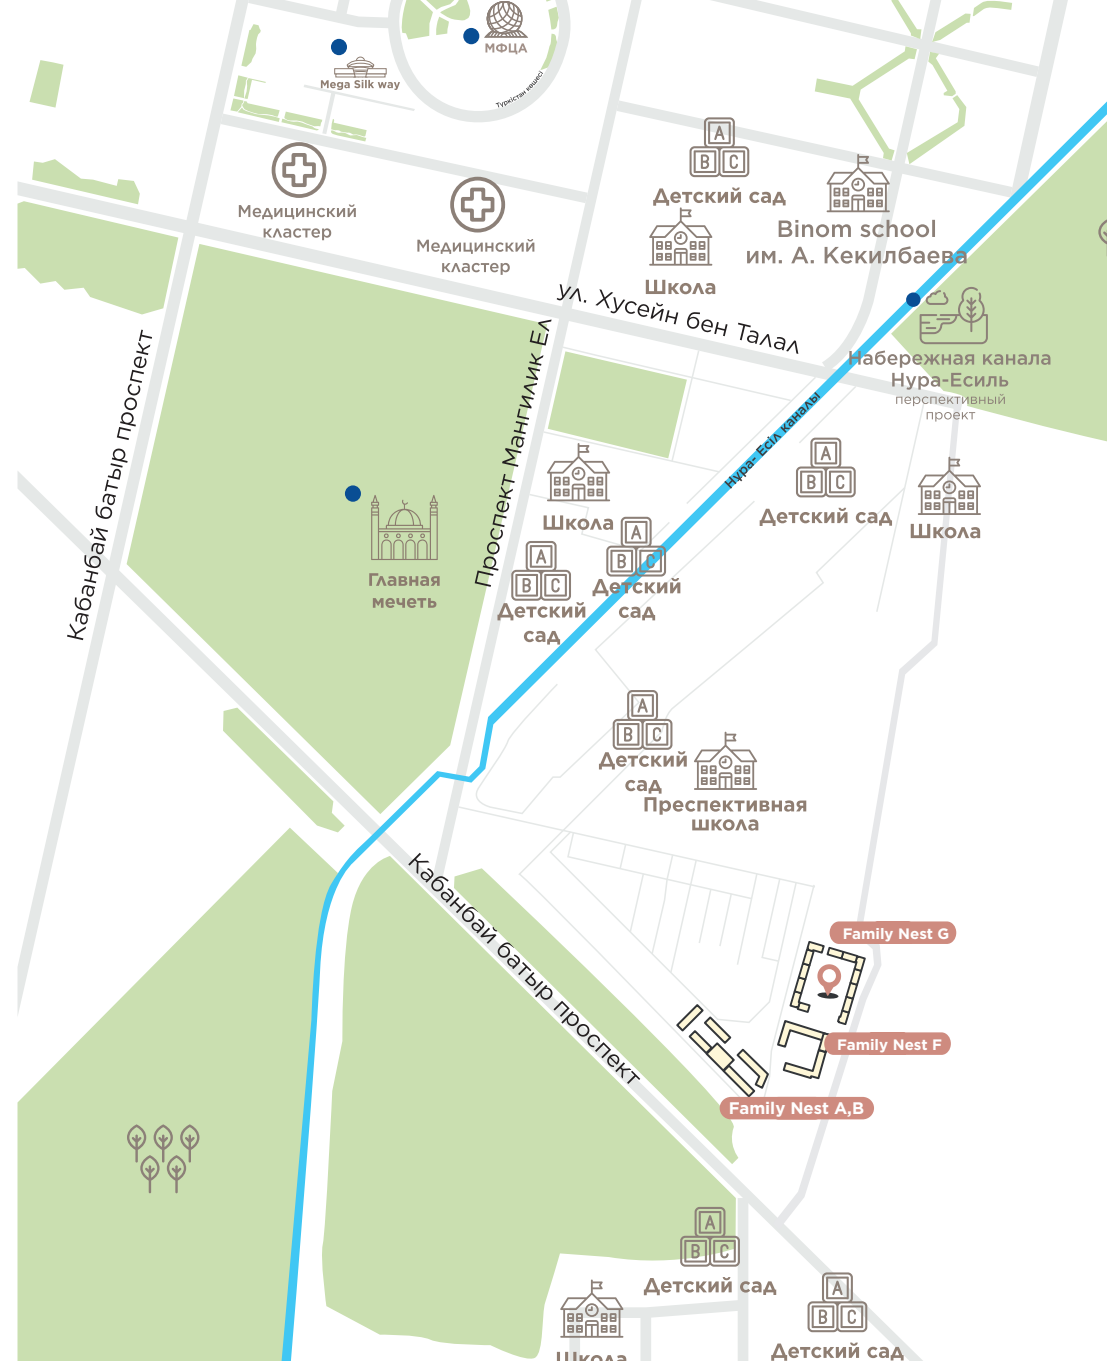 МФЦА
Mega Silk way
Түркістан көшесі
A
B C
Детский сад
Медицинский
кластер
Медицинский
кластер
Binom school
им. А. Кекилбаева
Школа
ул. Хусейн бен Талал
Кабанбай батыр проспект
Проспект Мангилик Ел
Набережная канала
Нура-Есиль
перспективный
проект
Нұра- Есіл каналы
A
B C
Детский сад
Школа
Школа
A
B C
Детский
сад
A
B C
Детский
сад
Главная
мечеть
A
B C
Детский
сад
Преспективная
школа
Кабанбай батыр проспект
Family Nest G
Family Nest F
Family Nest A,B
A
B C
Детский сад
A
B C
Детский сад
Школа